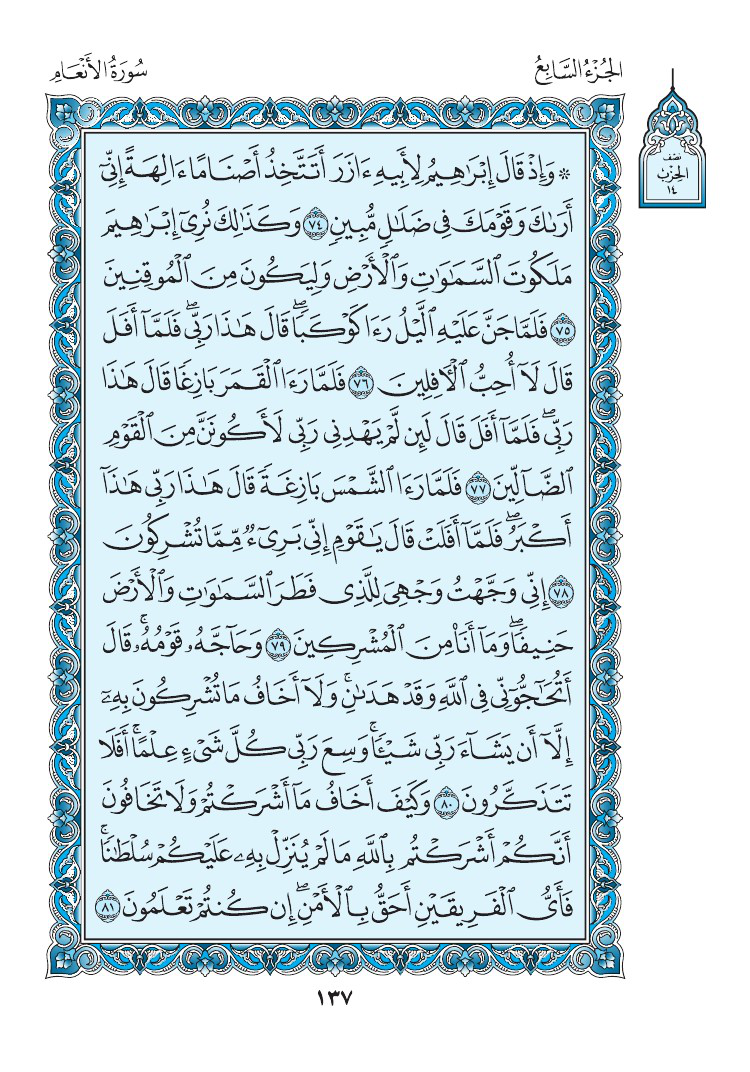 الجُزْءُ السَّابِعُ
سُورَةُ الأَنْعَامِ
نصف
الحِزْب
١٤
۞ وَإِذْ قَالَ إِبْرَٰهِيمُ لِأَبِيهِ ءَازَرَ أَتَتَّخِذُ أَصْنَامًا ءَالِهَةً إِنِّيٓ
أَرَىٰكَ وَقَوْمَكَ فِى ضَلَٰلٍ مُّبِينٍ ٧٤ وَكَذَٰلِكَ نُرِىٓ إِبْرَٰهِيمَ
مَلَكُوتَ ٱلسَّمَٰوَٰتِ وَٱلْأَرْضِ وَلِيَكُونَ مِنَ ٱلْمُوقِنِينَ
٧٥ فَلَمَّا جَنَّ عَلَيْهِ ٱلَّيْلُ رَءَا كَوْكَبًاۖ قَالَ هَٰذَا رَبِّىۖ فَلَمَّآ أَفَلَ
قَالَ لَآ أُحِبُّ ٱلْءَافِلِينَ ٧٦ فَلَمَّا رَءَا ٱلْقَمَرَ بَازِغًا قَالَ هَٰذَا
رَبِّىۖ فَلَمَّآ أَفَلَ قَالَ لَئِن لَّمْ يَهْدِنِى رَبِّى لَأَكُونَنَّ مِنَ ٱلْقَوْمِ
ٱلضَّآلِّينَ ٧٧ فَلَمَّا رَءَا ٱلشَّمْسَ بَازِغَةً قَالَ هَٰذَا رَبِّى هَٰذَآ
أَكْبَرُۖ فَلَمَّآ أَفَلَتْ قَالَ يَٰقَوْمِ إِنِّى بَرِىٓءٌ مِّمَّا تُشْرِكُونَ
٧٨ إِنِّى وَجَّهْتُ وَجْهِىَ لِلَّذِى فَطَرَ ٱلسَّمَٰوَٰتِ وَٱلْأَرْضَ
حَنِيفًاۖ وَمَآ أَنَا۠ مِنَ ٱلْمُشْرِكِينَ ٧٩ وَحَآجَّهُۥ قَوْمُهُۥۚ قَالَ
أَتُحَٰٓجُّوٓنِّى فِى ٱللَّهِ وَقَدْ هَدَىٰنِۚ وَلَآ أَخَافُ مَا تُشْرِكُونَ بِهِۦٓ
إِلَّآ أَن يَشَآءَ رَبِّى شَيْـًٔاۚ وَسِعَ رَبِّى كُلَّ شَىْءٍ عِلْمًاۚ أَفَلَا
تَتَذَكَّرُونَ ٨٠ وَكَيْفَ أَخَافُ مَآ أَشْرَكْتُمْ وَلَا تَخَافُونَ
أَنَّكُمْ أَشْرَكْتُم بِٱللَّهِ مَا لَمْ يُنَزِّلْ بِهِۦ عَلَيْكُمْ سُلْطَٰنًاۚ
فَأَىُّ ٱلْفَرِيقَيْنِ أَحَقُّ بِٱلْأَمْنِۖ إِن كُنتُمْ تَعْلَمُونَ ٨١
١٣٧